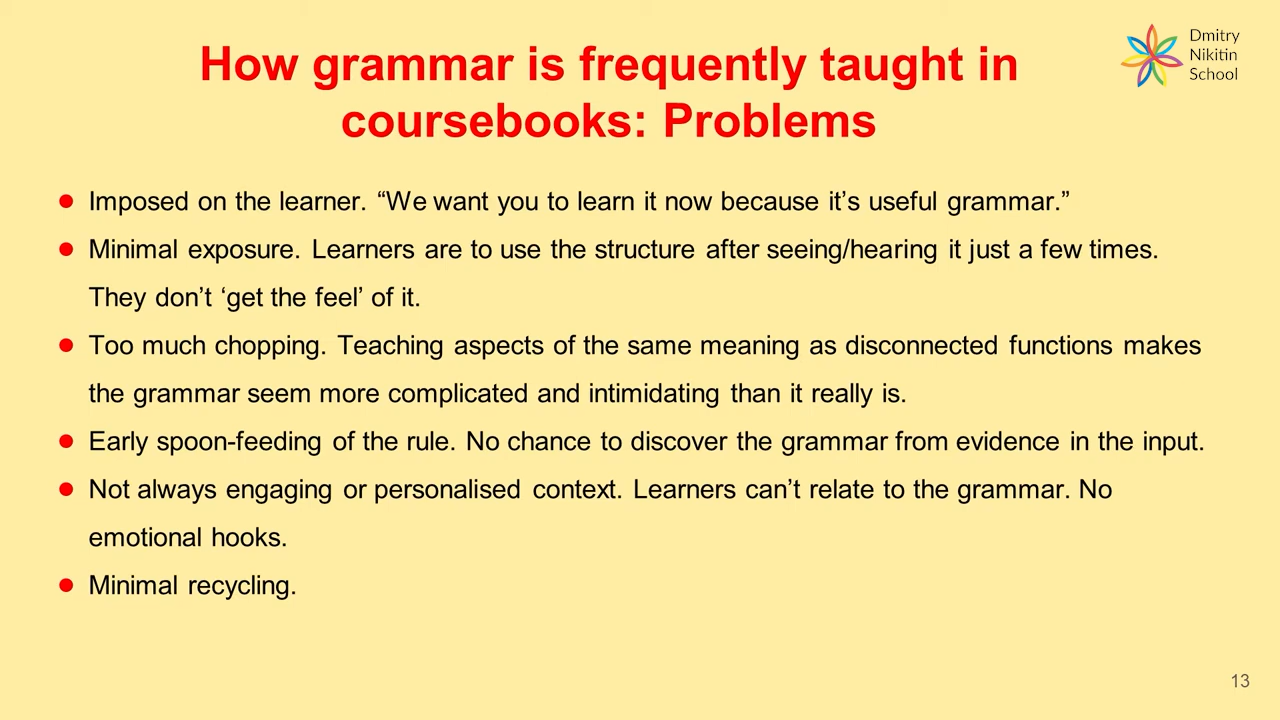 How grammar is frequently taught in
coursebooks: Problems
Dmitry
Nikitin
School
● Imposed on the learner. “We want you to learn it now because it’s useful grammar.”
● Minimal exposure. Learners are to use the structure after seeing/hearing it just a few times.
They don’t ‘get the feel’ of it.
● Too much chopping. Teaching aspects of the same meaning as disconnected functions makes
the grammar seem more complicated and intimidating than it really is.
● Early spoon-feeding of the rule. No chance to discover the grammar from evidence in the input.
● Not always engaging or personalised context. Learners can’t relate to the grammar. No
emotional hooks.
● Minimal recycling.
13